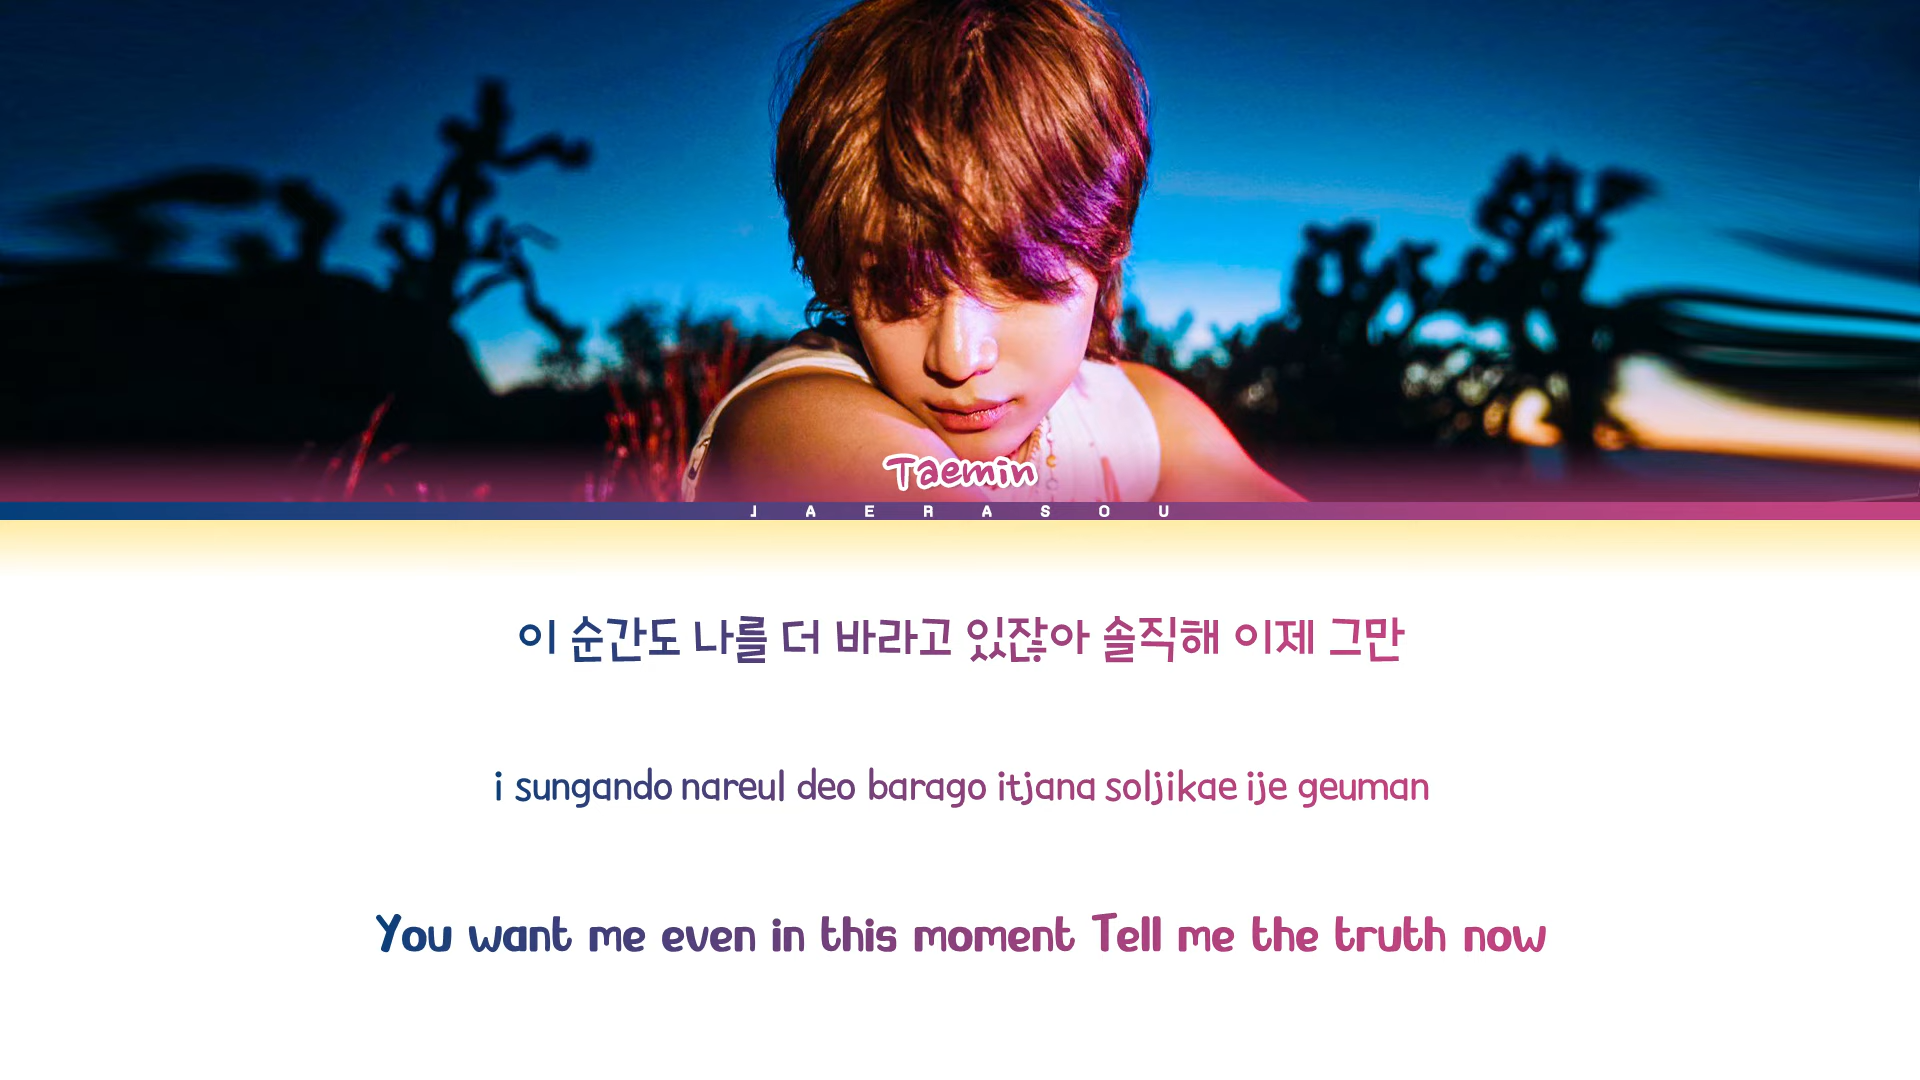 Taemin
JAERASOU
이 순간도 나를 더 바라고 있잖아 솔직해 이제 그만
i sungando nareul deo barago itjana soljikae ije geuman
You want me even in this moment Tell me the truth now